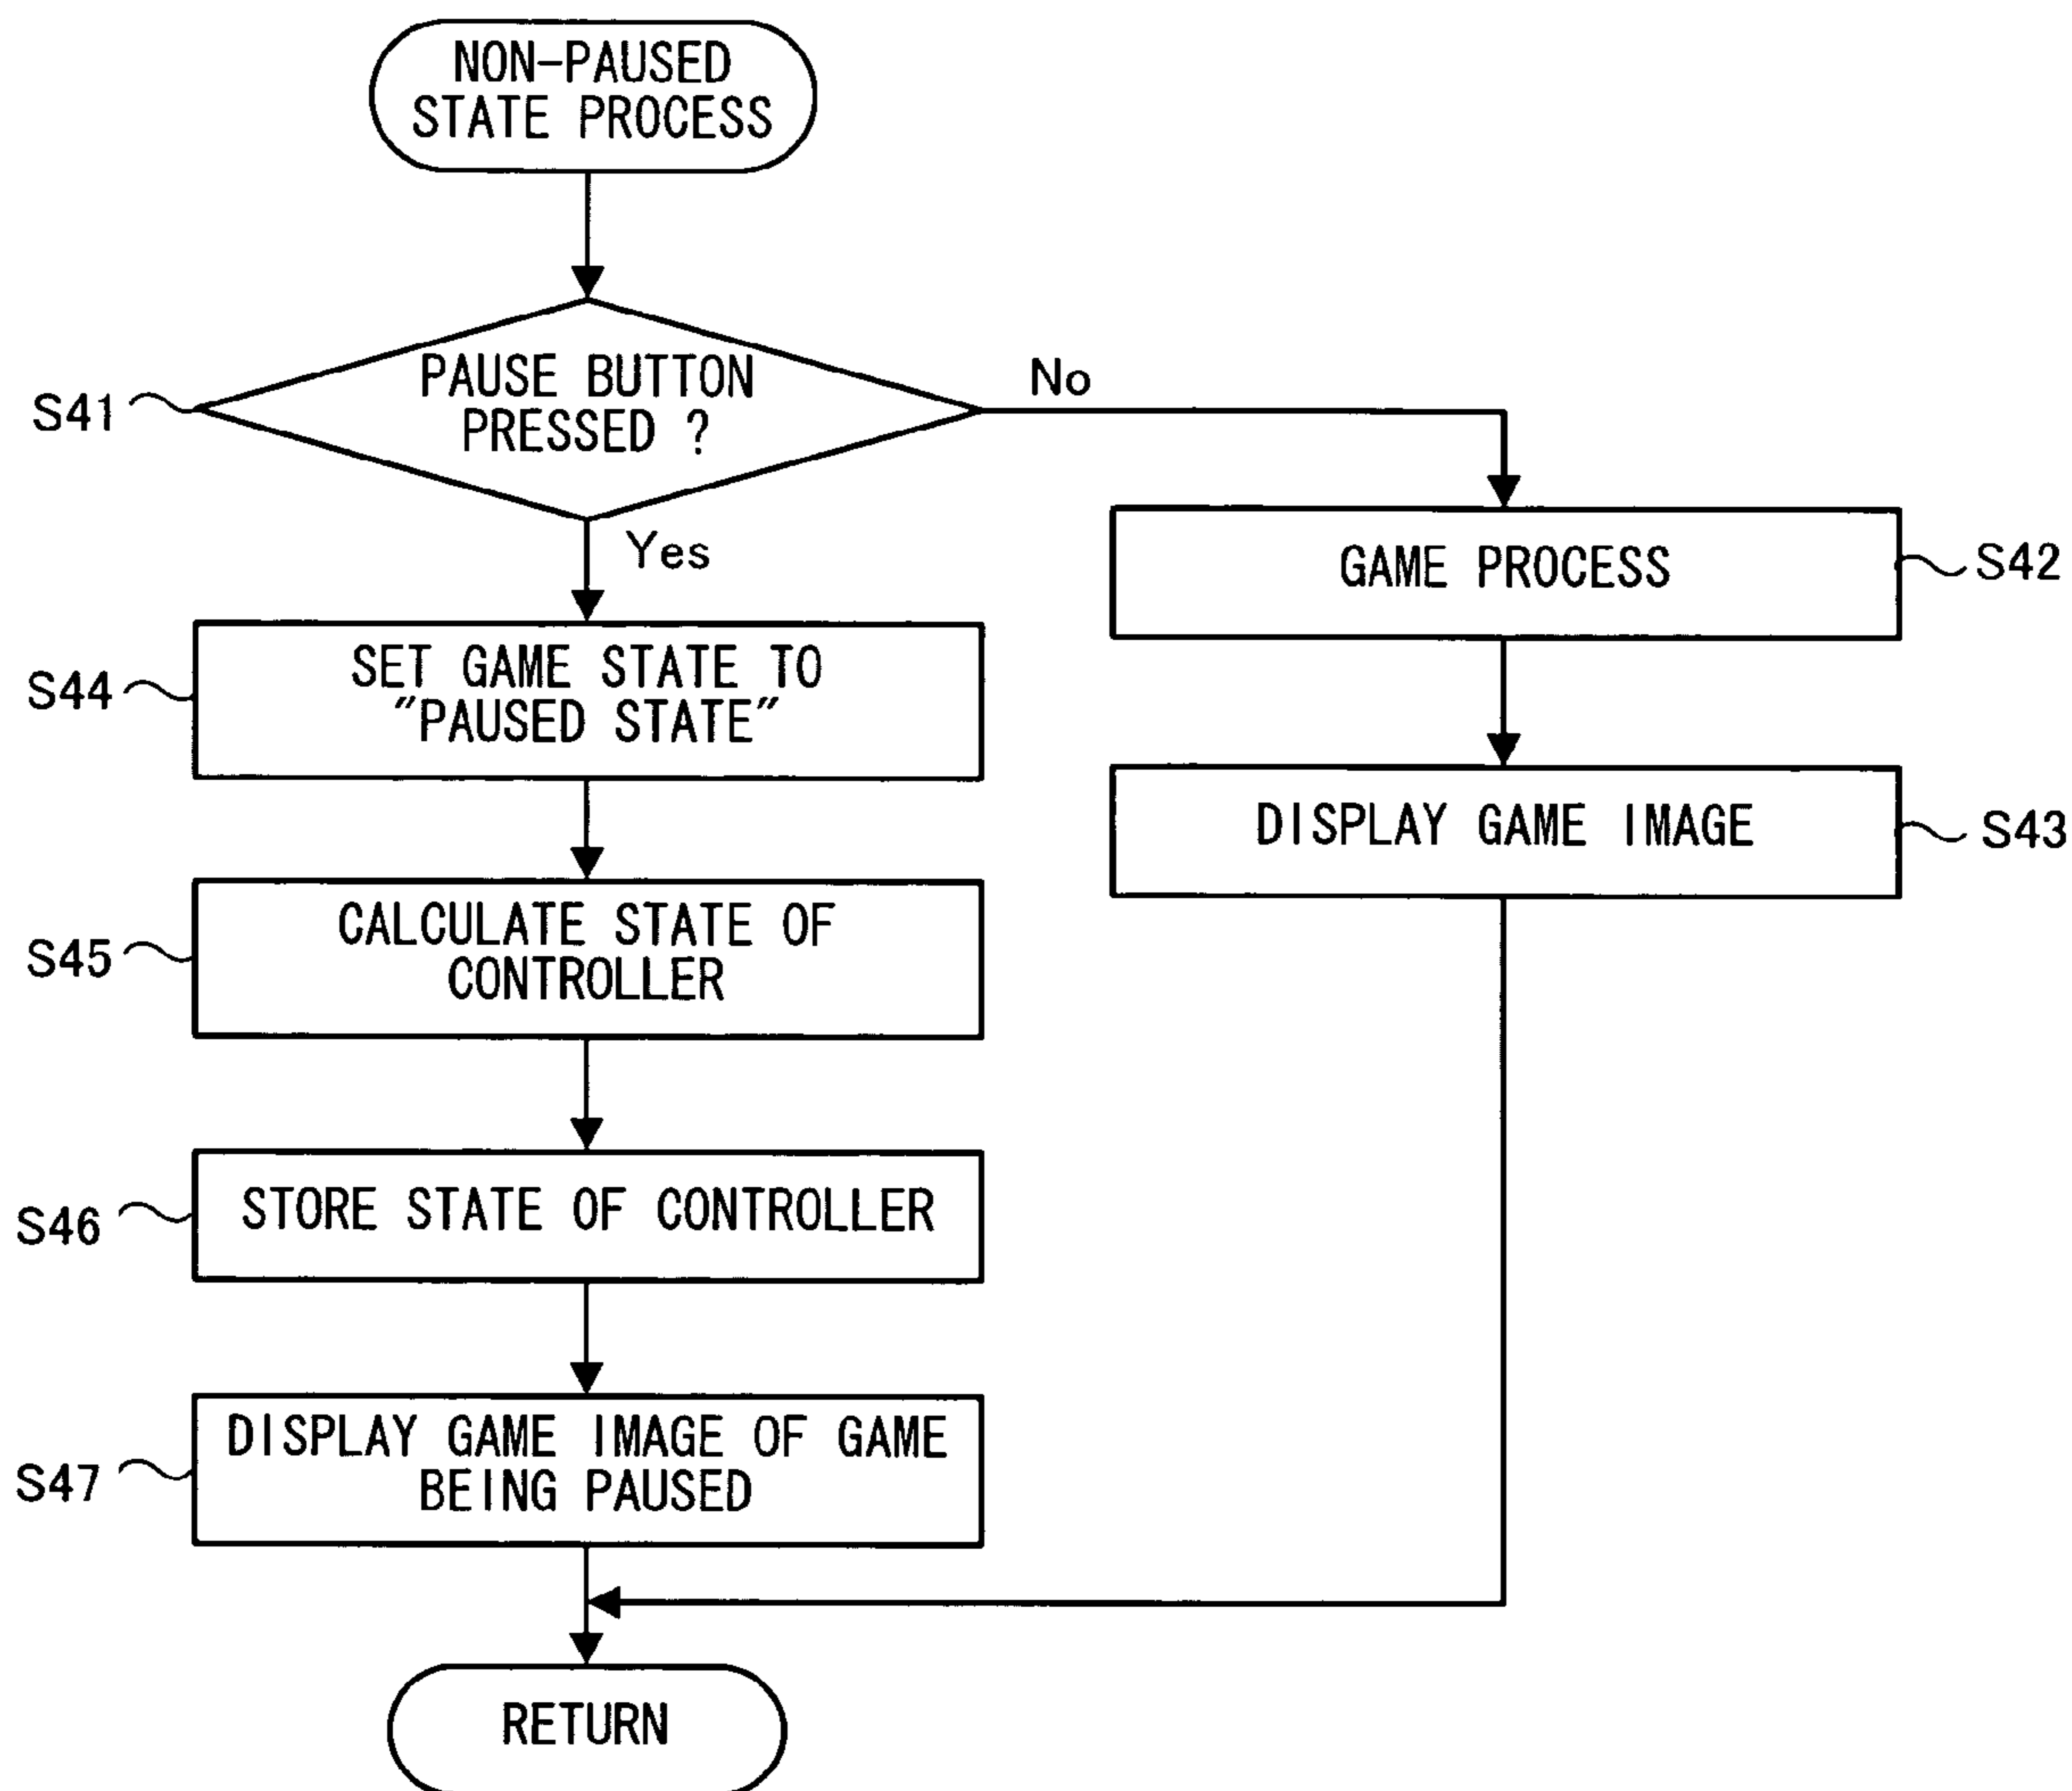 NON-PAUSED
STATE PROCESS
S41
PAUSE BUTTON
PRESSED ?
No
Yes
GAME PROCESS
S42
S44
SET GAME STATE TO
"PAUSED STATE"
DISPLAY GAME IMAGE
S43
S45
CALCULATE STATE OF
CONTROLLER
S46
STORE STATE OF CONTROLLER
S47
DISPLAY GAME IMAGE OF GAME
BEING PAUSED
RETURN